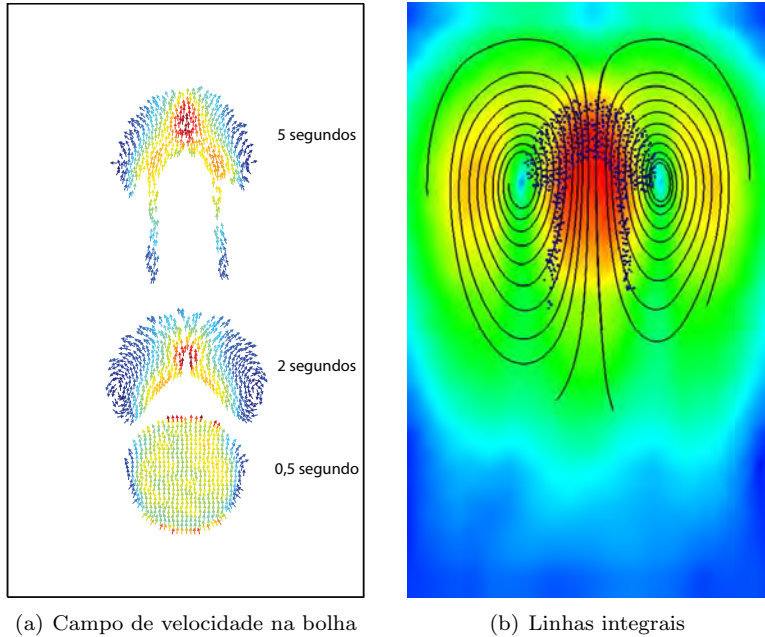 5 segundos
2 segundos
0,5 segundo
(a) Campo de velocidade na bolha
(b) Linhas integrais